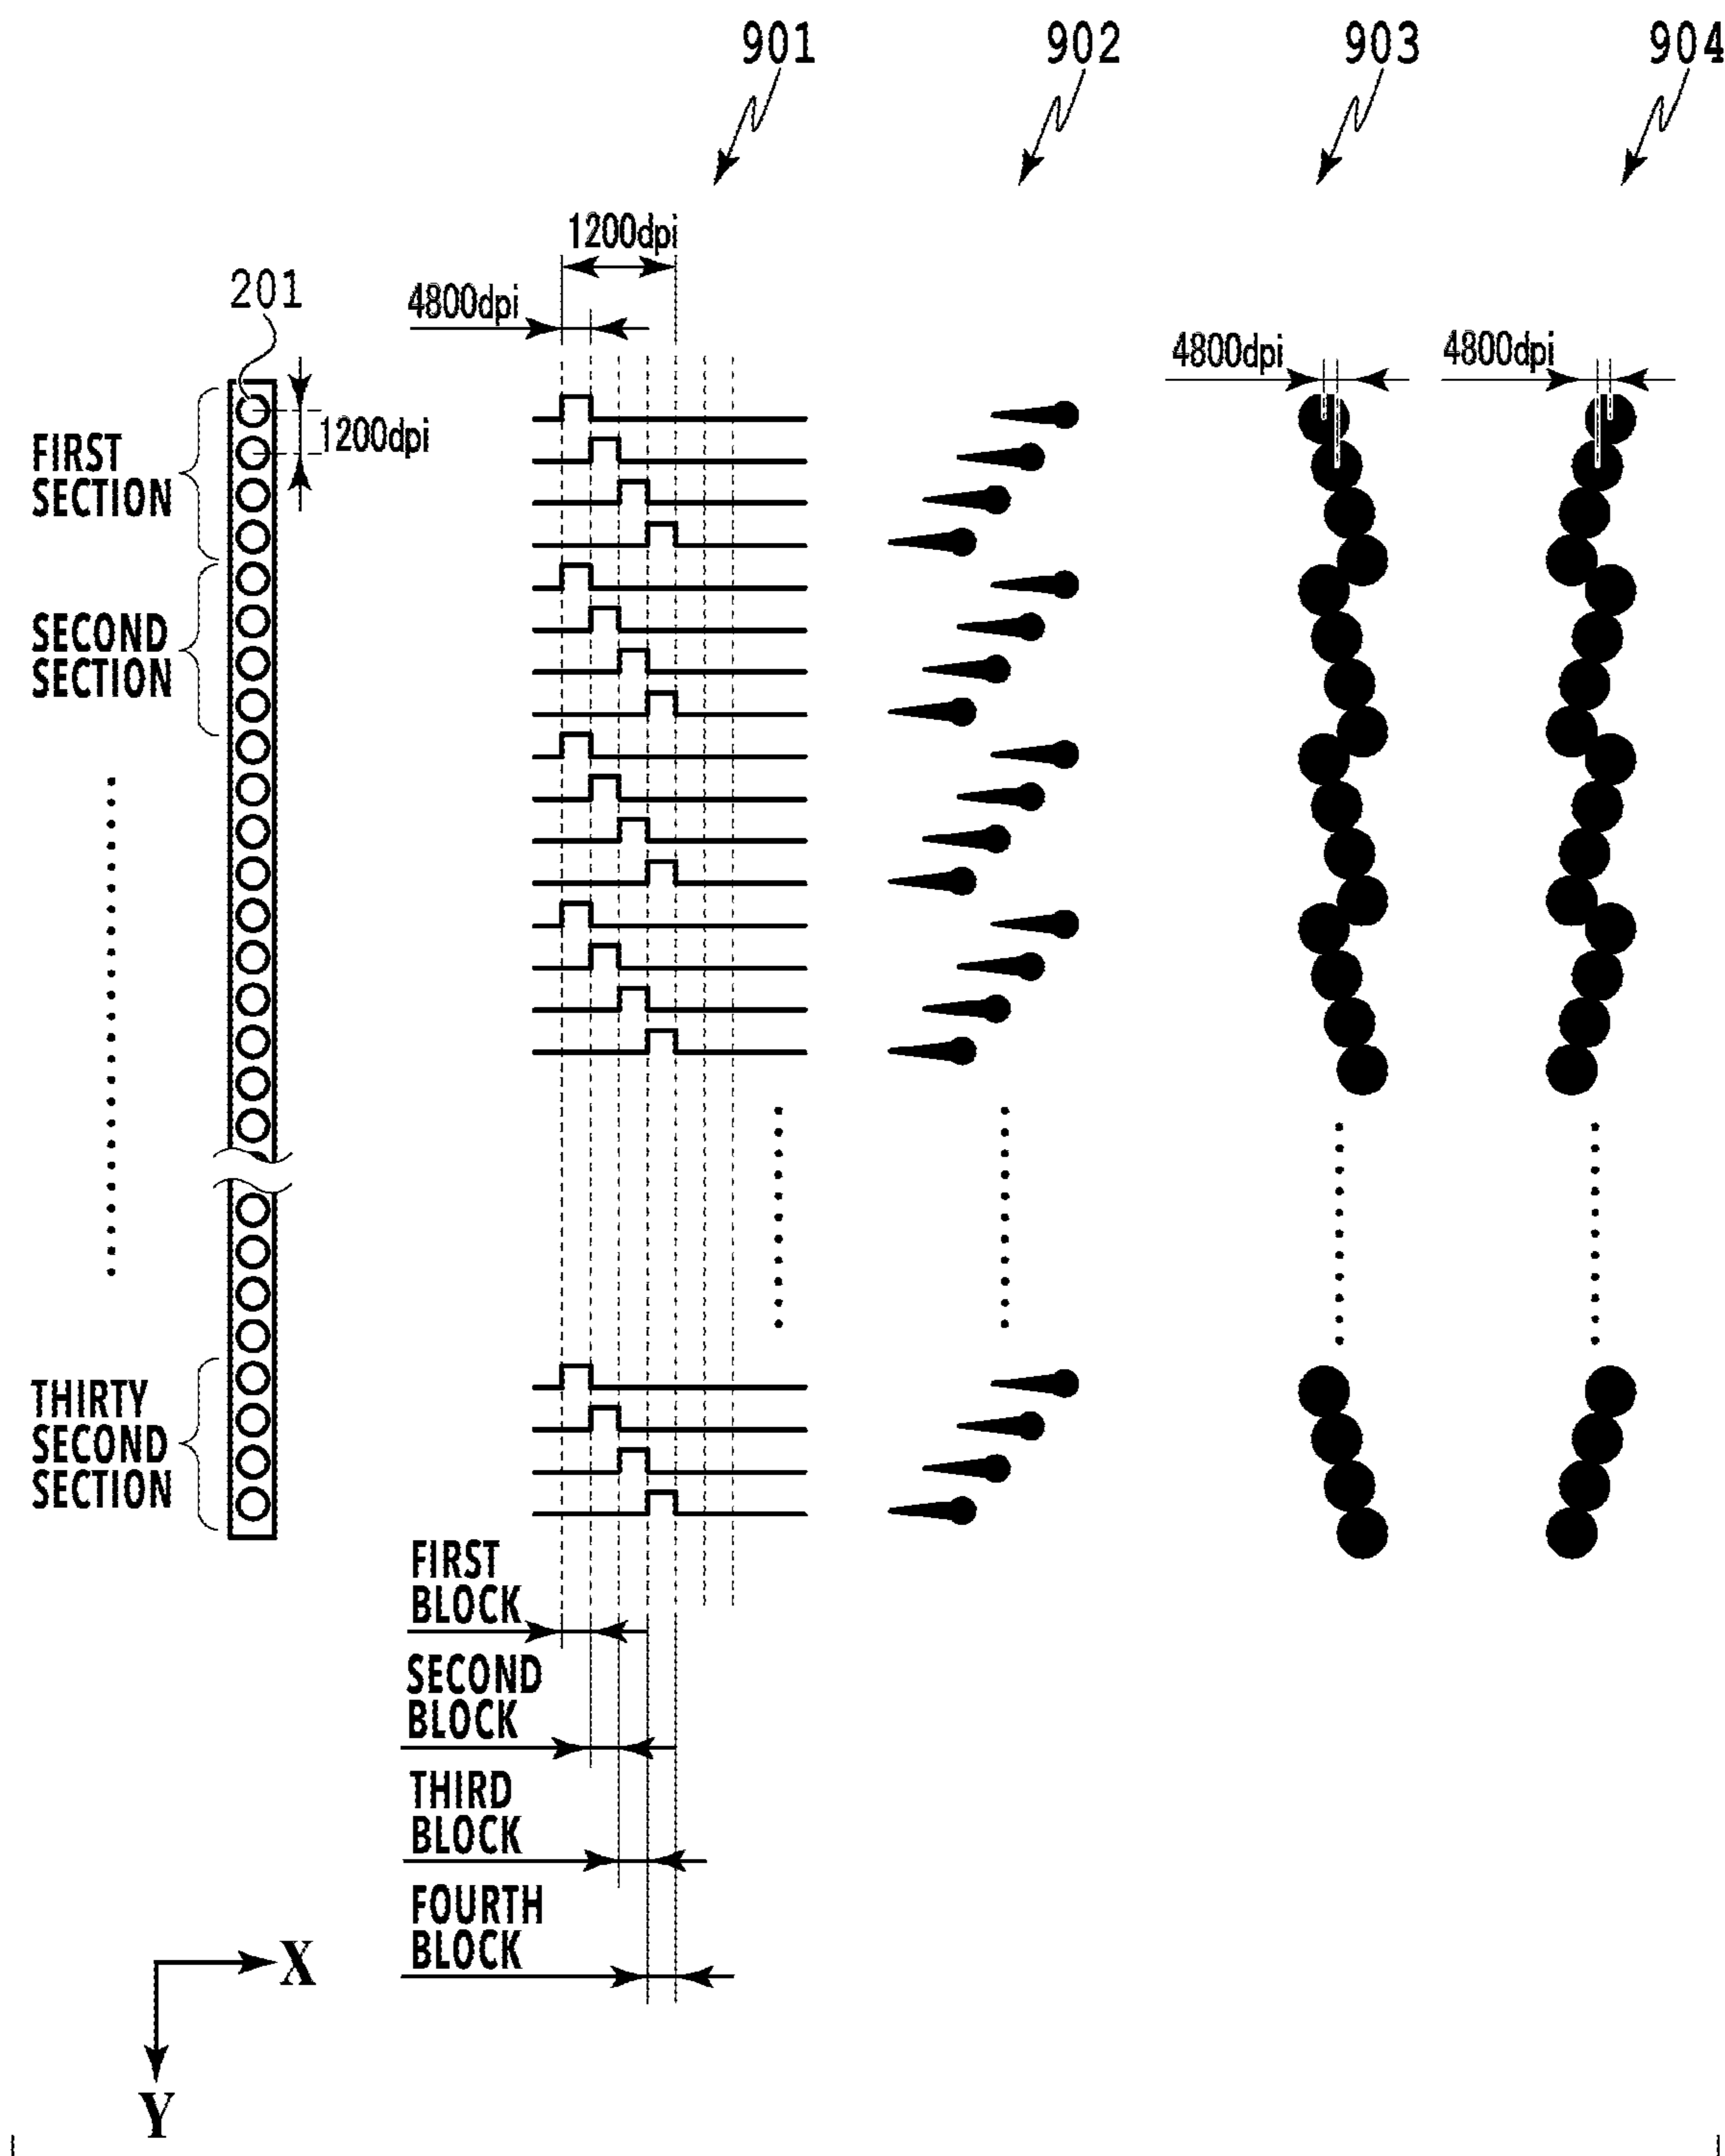 901
902
903
904
1200dpi
4800dpi
201
4800dpi
4800dpi
1200dpi
FIRST
SECTION
SECOND
SECTION
THIRTY
SECOND
SECTION
FIRST
BLOCK
SECOND
BLOCK
THIRD
BLOCK
FOURTH
BLOCK
X
Y